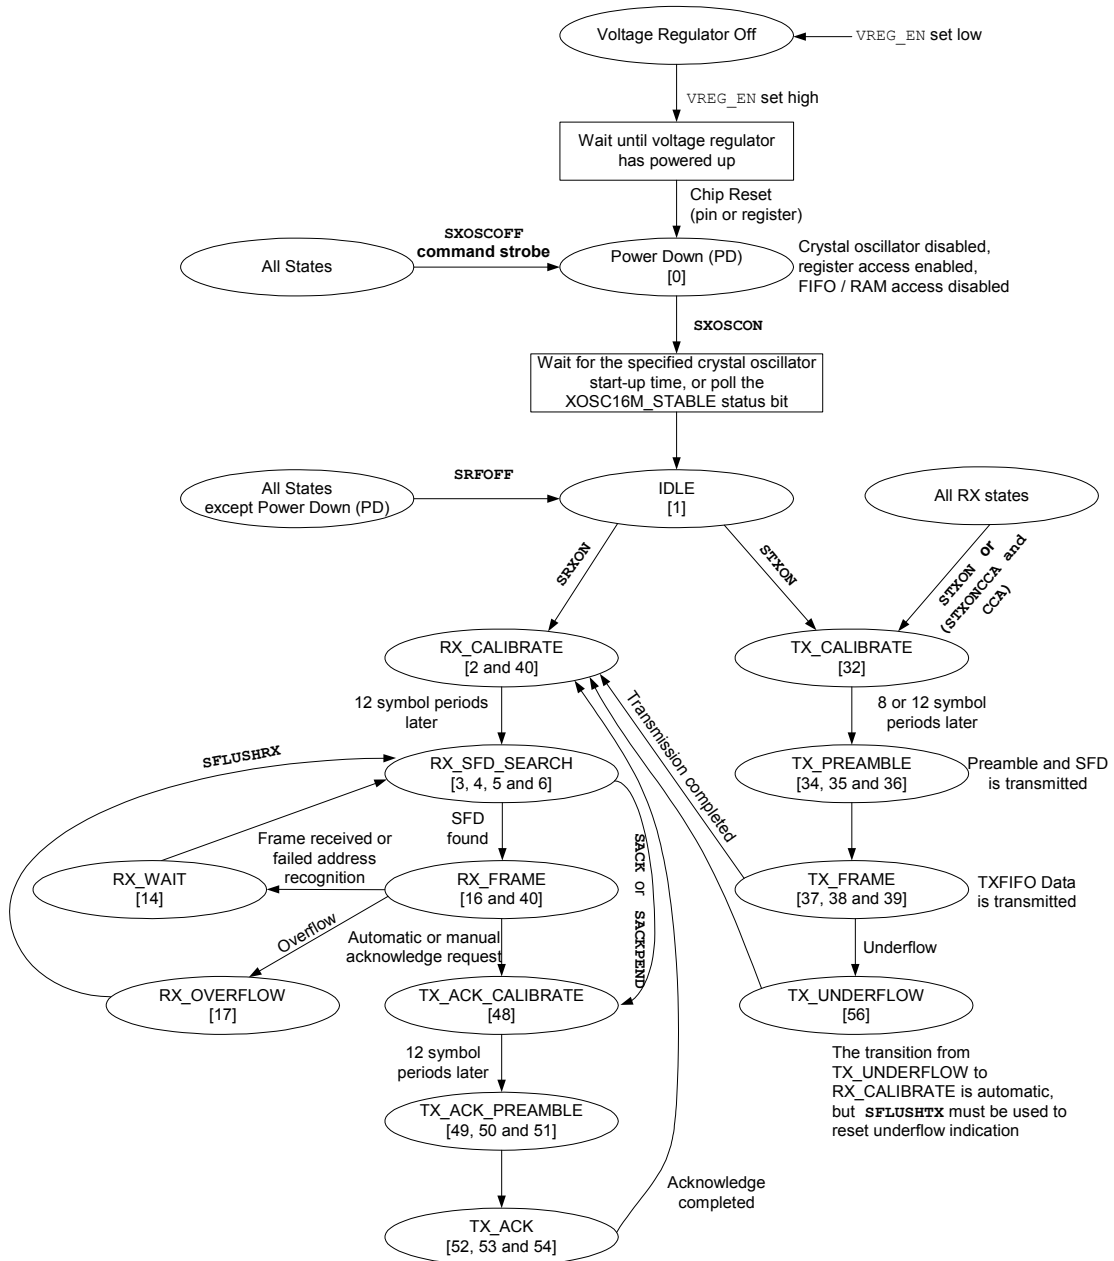 Voltage Regulator Off
VREG_EN set low
VREG_EN set high
Wait until voltage regulator
has powered up
Chip Reset
(pin or register)
SXOSCOFF
command strobe
All States
Power Down (PD)
[0]
Crystal oscillator disabled,
register access enabled,
FIFO / RAM access disabled
SXOSCON
Wait for the specified crystal oscillator
start-up time, or poll the
XOSC16M_STABLE status bit
All States
except Power Down (PD)
SRFOFF
IDLE
[1]
All RX states
SRXON
STXON
STXON or
(STXONCCA and
CCA)
RX_CALIBRATE
[2 and 40]
TX_CALIBRATE
[32]
12 symbol periods
later
8 or 12 symbol
periods later
Transmission completed
SFLUSHRX
RX_SFD_SEARCH
[3, 4, 5 and 6]
TX_PREAMBLE
[34, 35 and 36]
Preamble and SFD
is transmitted
SFD
found
Frame received or
failed address
recognition
SACK or SACKPEND
RX_WAIT
[14]
RX_FRAME
[16 and 40]
TX_FRAME
[37, 38 and 39]
TXFIFO Data
is transmitted
Overflow
Automatic or manual
acknowledge request
Underflow
RX_OVERFLOW
[17]
TX_ACK_CALIBRATE
[48]
TX_UNDERFLOW
[56]
12 symbol
periods later
The transition from
TX_UNDERFLOW to
RX_CALIBRATE is automatic,
but SFLUSHTX must be used to
reset underflow indication
TX_ACK_PREAMBLE
[49, 50 and 51]
Acknowledge
completed
TX_ACK
[52, 53 and 54]